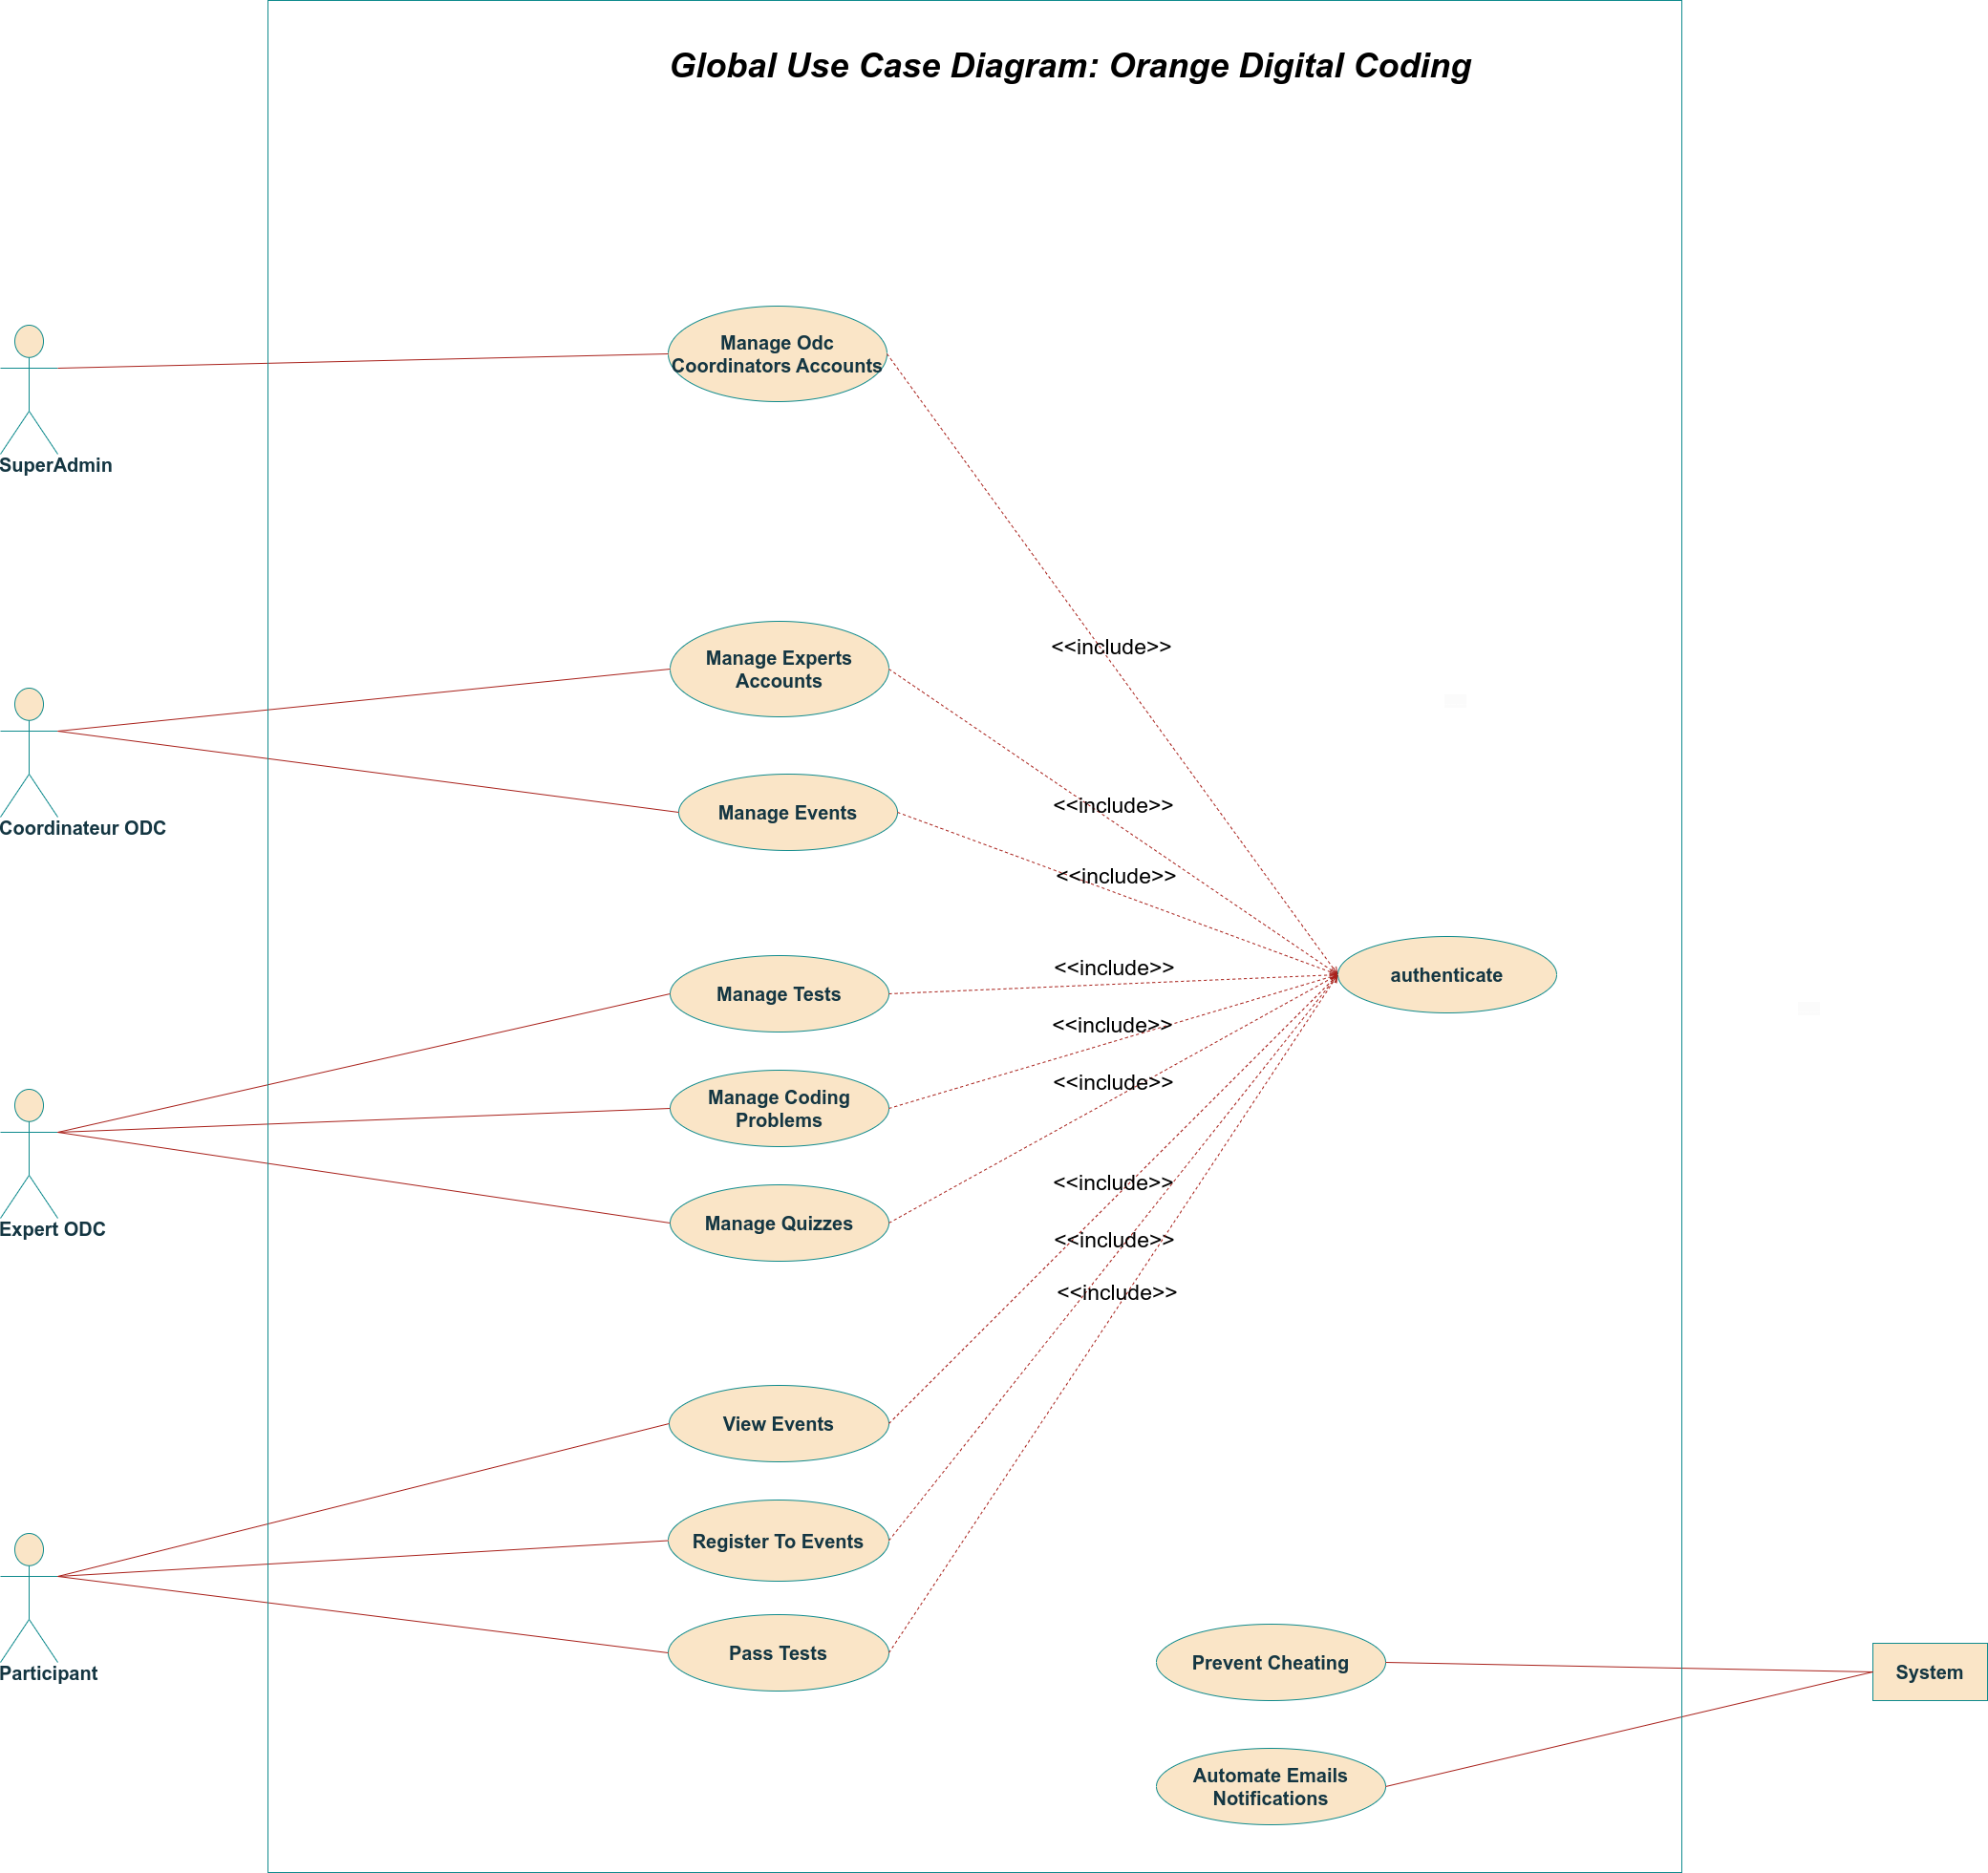 Global Use Case Diagram: Orange Digital Coding
Manage Odc
Coordinators Accounts
SuperAdmin
<<include>>
Manage Experts
Accounts
<<include>>
Manage Events
Coordinateur ODC
<<include>>
<<include>>
authenticate
Manage Tests
<<include>>
<<include>>
Manage Coding
Problems
<<include>>
Manage Quizzes
Expert ODC
<<include>>
<<include>>
View Events
Register To Events
Pass Tests
Participant
Prevent Cheating
System
Automate Emails
Notifications